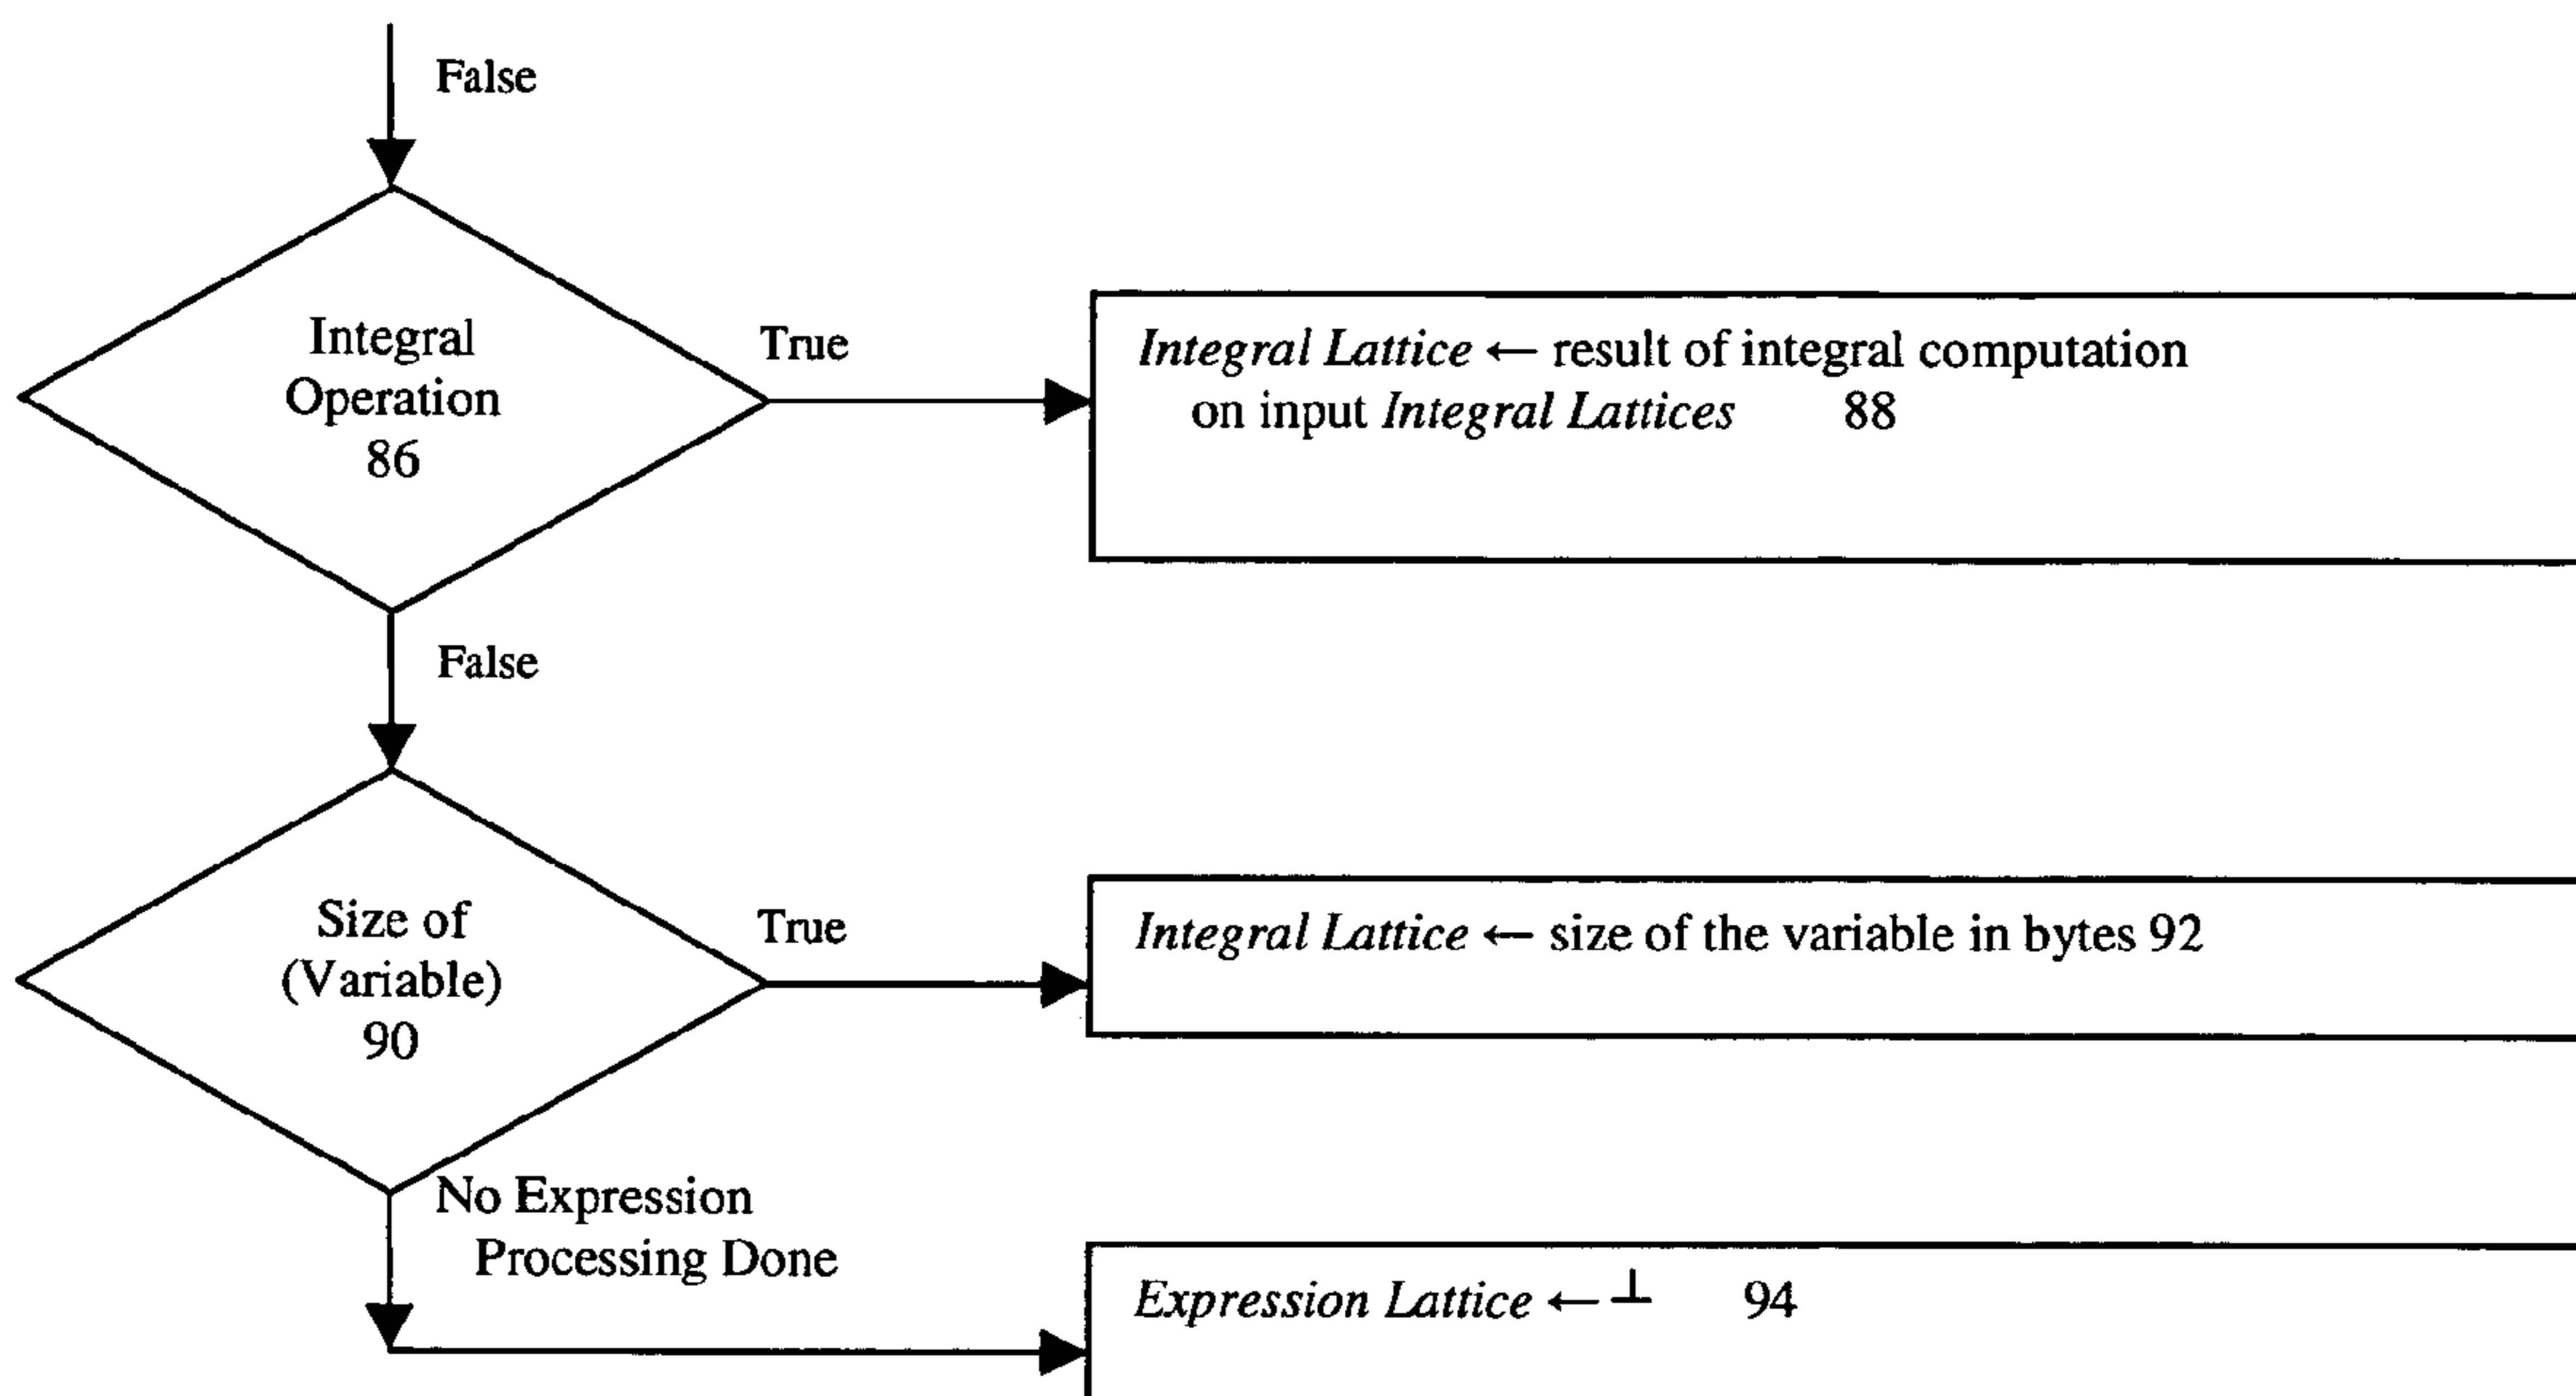 False
Integral
Operation
86
True
Integral Lattice ← result of integral computation
on input Integral Lattices 88
False
Size of
(Variable)
90
True
Integral Lattice ← size of the variable in bytes 92
No Expression
Processing Done
Expression Lattice ← ⊥ 94